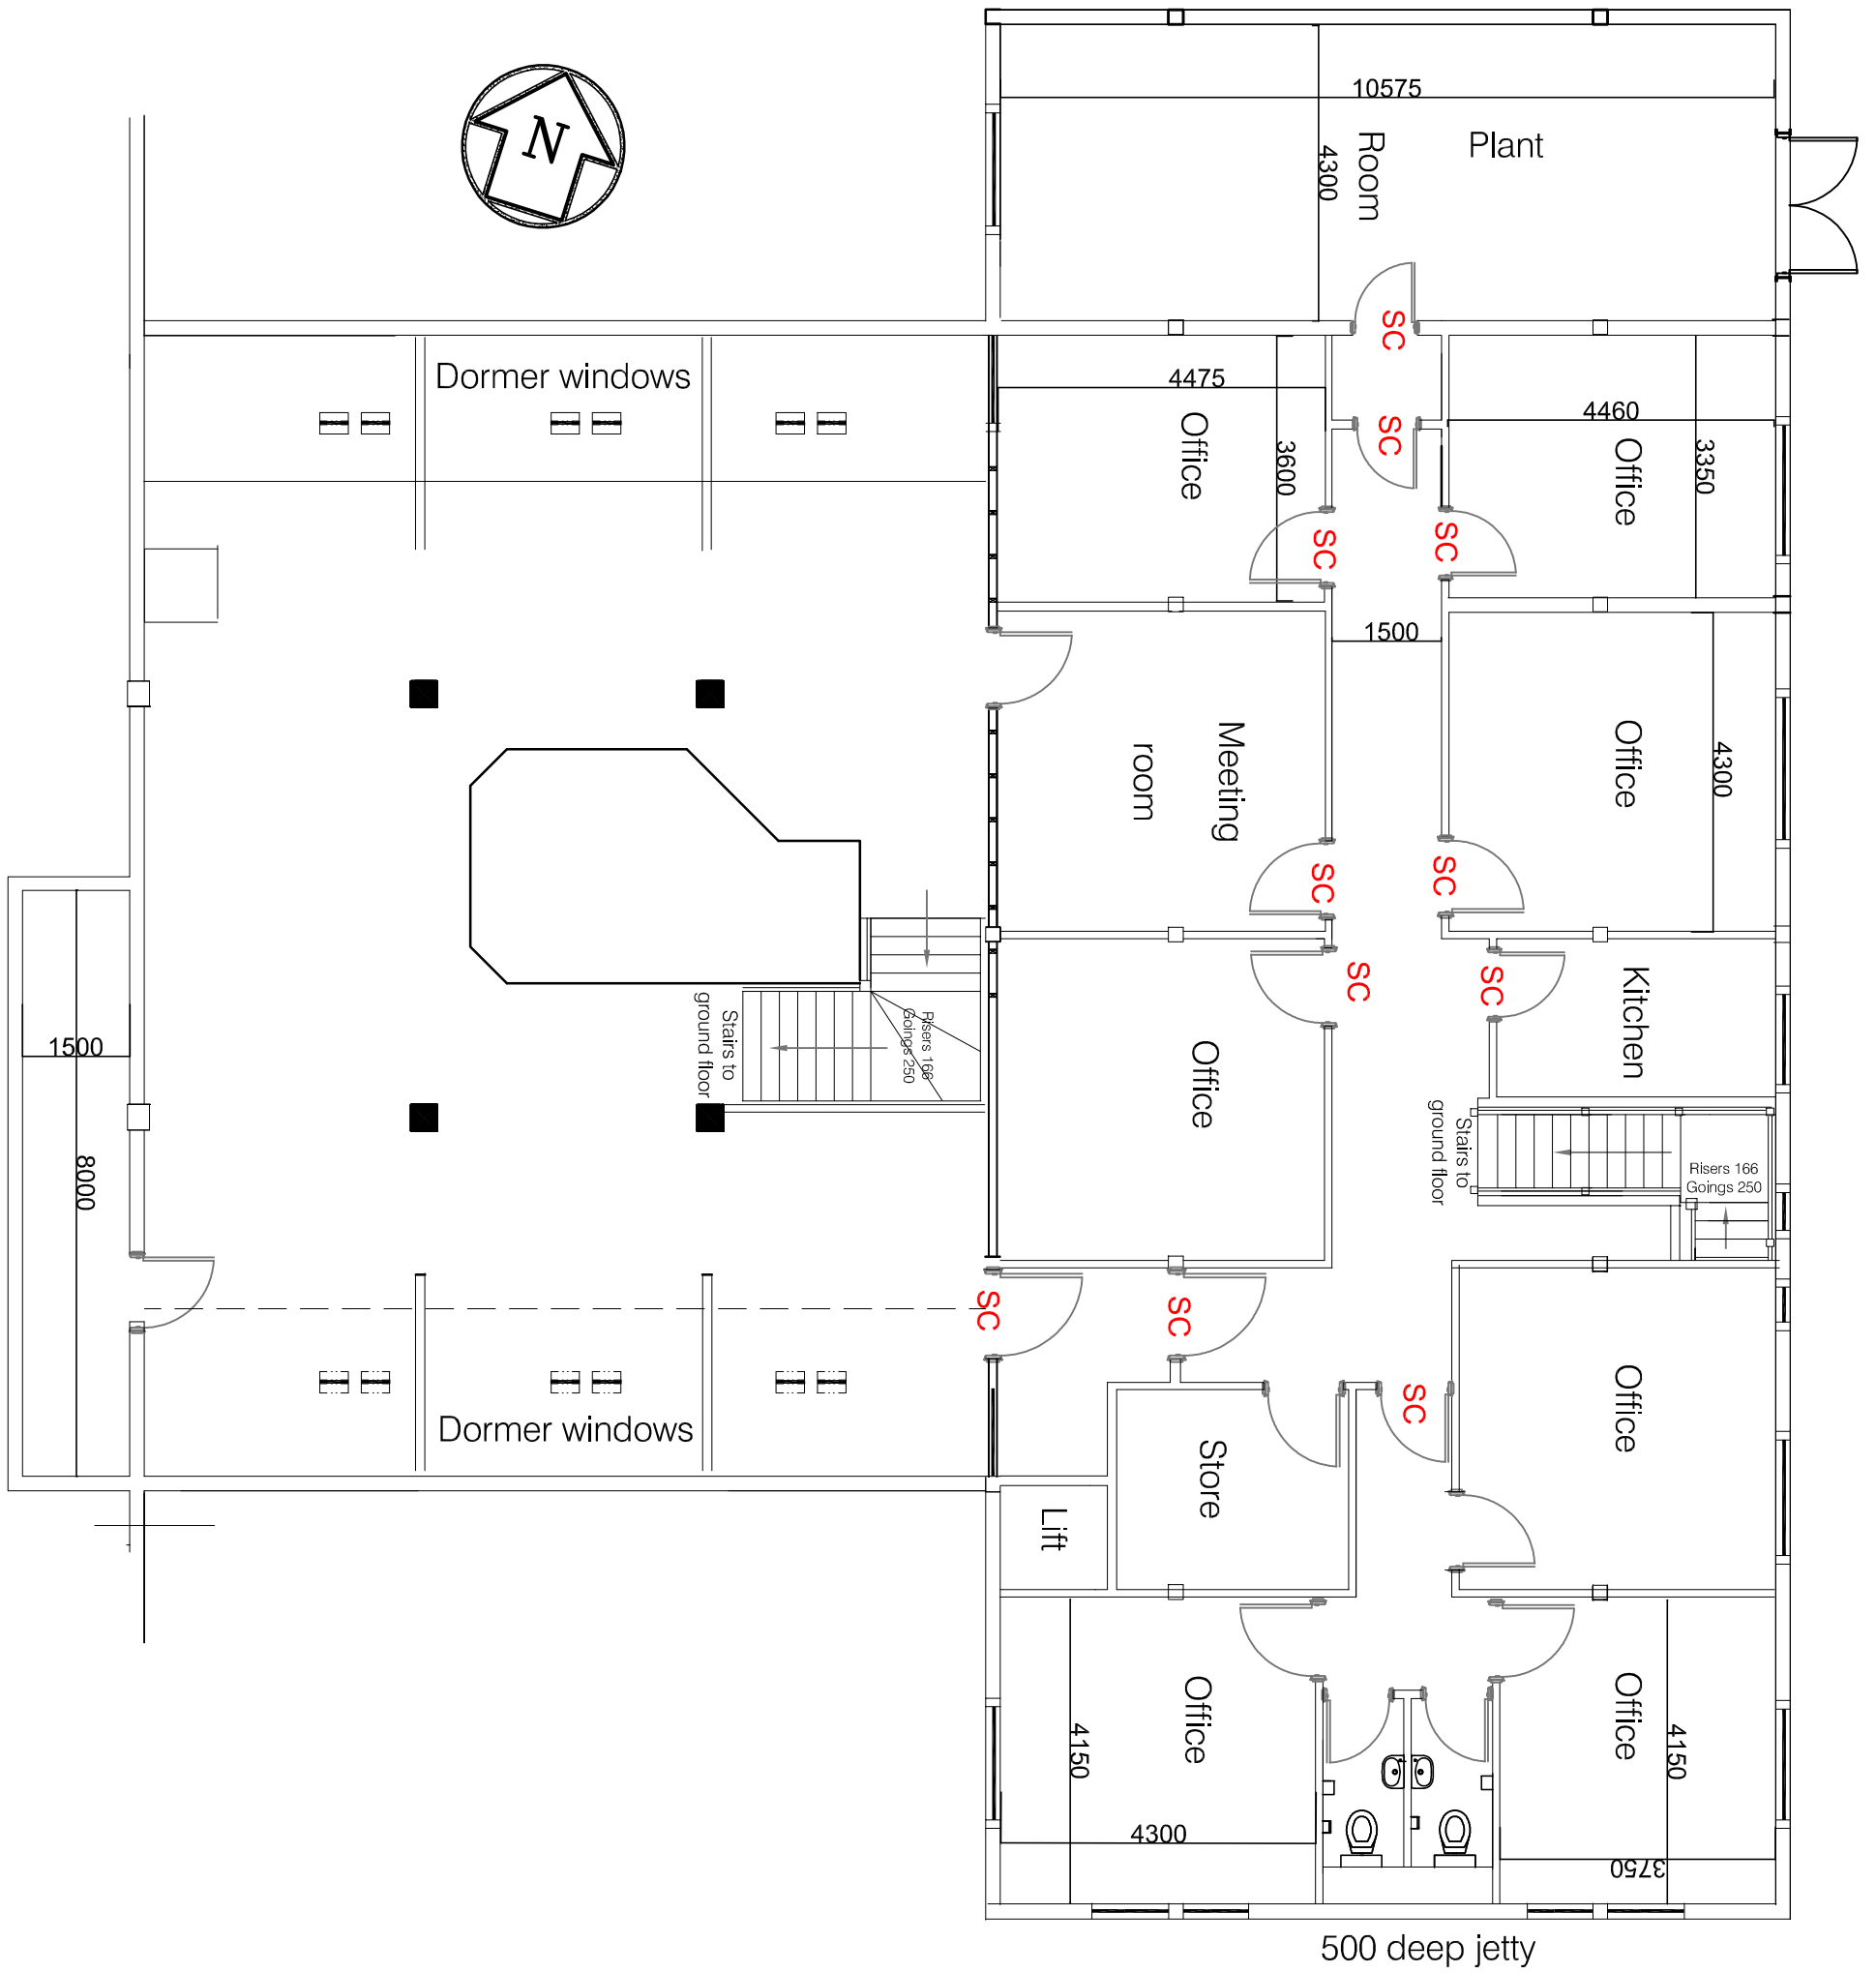 10575
Plant
Room
4300
N
SC
Dormer windows
4475
4460
Office
3600
SC
Office
3350
SC
SC
1500
Meeting
room
Office
4300
SC
SC
SC
SC
Kitchen
Risers 166
Goings 250
Stairs to
ground floor
1500
8000
Office
Stairs to
ground floor
Risers 166
Goings 250
SC
SC
SC
Dormer windows
Office
Store
Lift
Office
4150
4300
Office
4150
3750
500 deep jetty